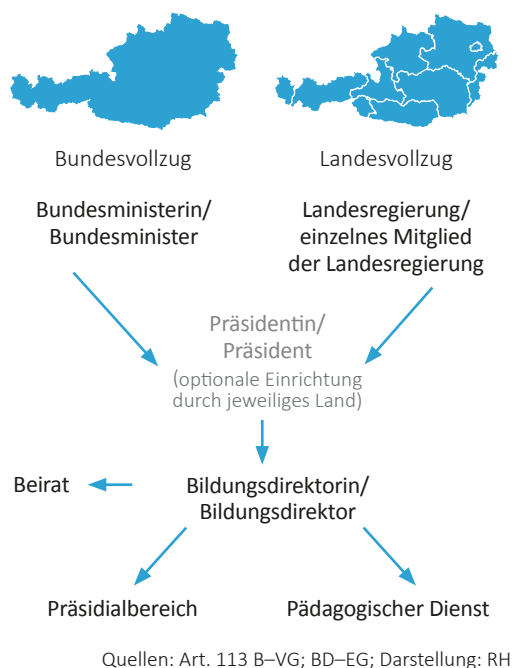 Bundesvollzug
Landesvollzug
Bundesministerin/
Bundesminister
Landesregierung/
einzelnes Mitglied
der Landesregierung
Präsidentin/
Präsident
(optionale Einrichtung
durch jeweiliges Land)
Beirat
Bildungsdirektorin/
Bildungsdirektor
Präsidialbereich
Pädagogischer Dienst
Quellen: Art. 113 B–VG; BD–EG; Darstellung: RH